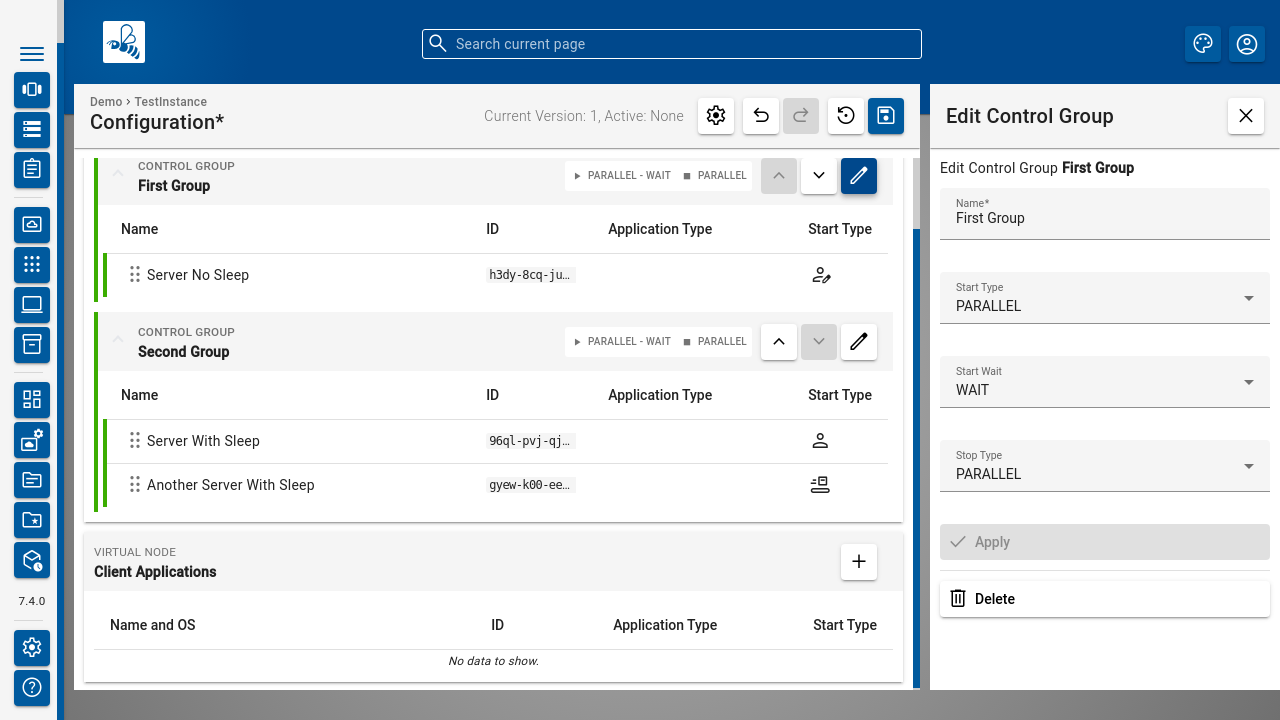 Search current page
Demo › TestInstance
Configuration*
Current Version: 1, Active: None
CONTROL GROUP
First Group
PARALLEL - WAIT PARALLEL
Name ID Application Type Start Type
Server No Sleep h3dy-8cq-ju…
CONTROL GROUP
Second Group
PARALLEL - WAIT PARALLEL
Name ID Application Type Start Type
Server With Sleep 96ql-pvj-qj…
Another Server With Sleep gyew-k00-ee…
VIRTUAL NODE
Client Applications
Name and OS ID Application Type Start Type
No data to show.
7.4.0
Edit Control Group
Edit Control Group First Group
Name*
First Group
Start Type
PARALLEL
Start Wait
WAIT
Stop Type
PARALLEL
Apply
Delete